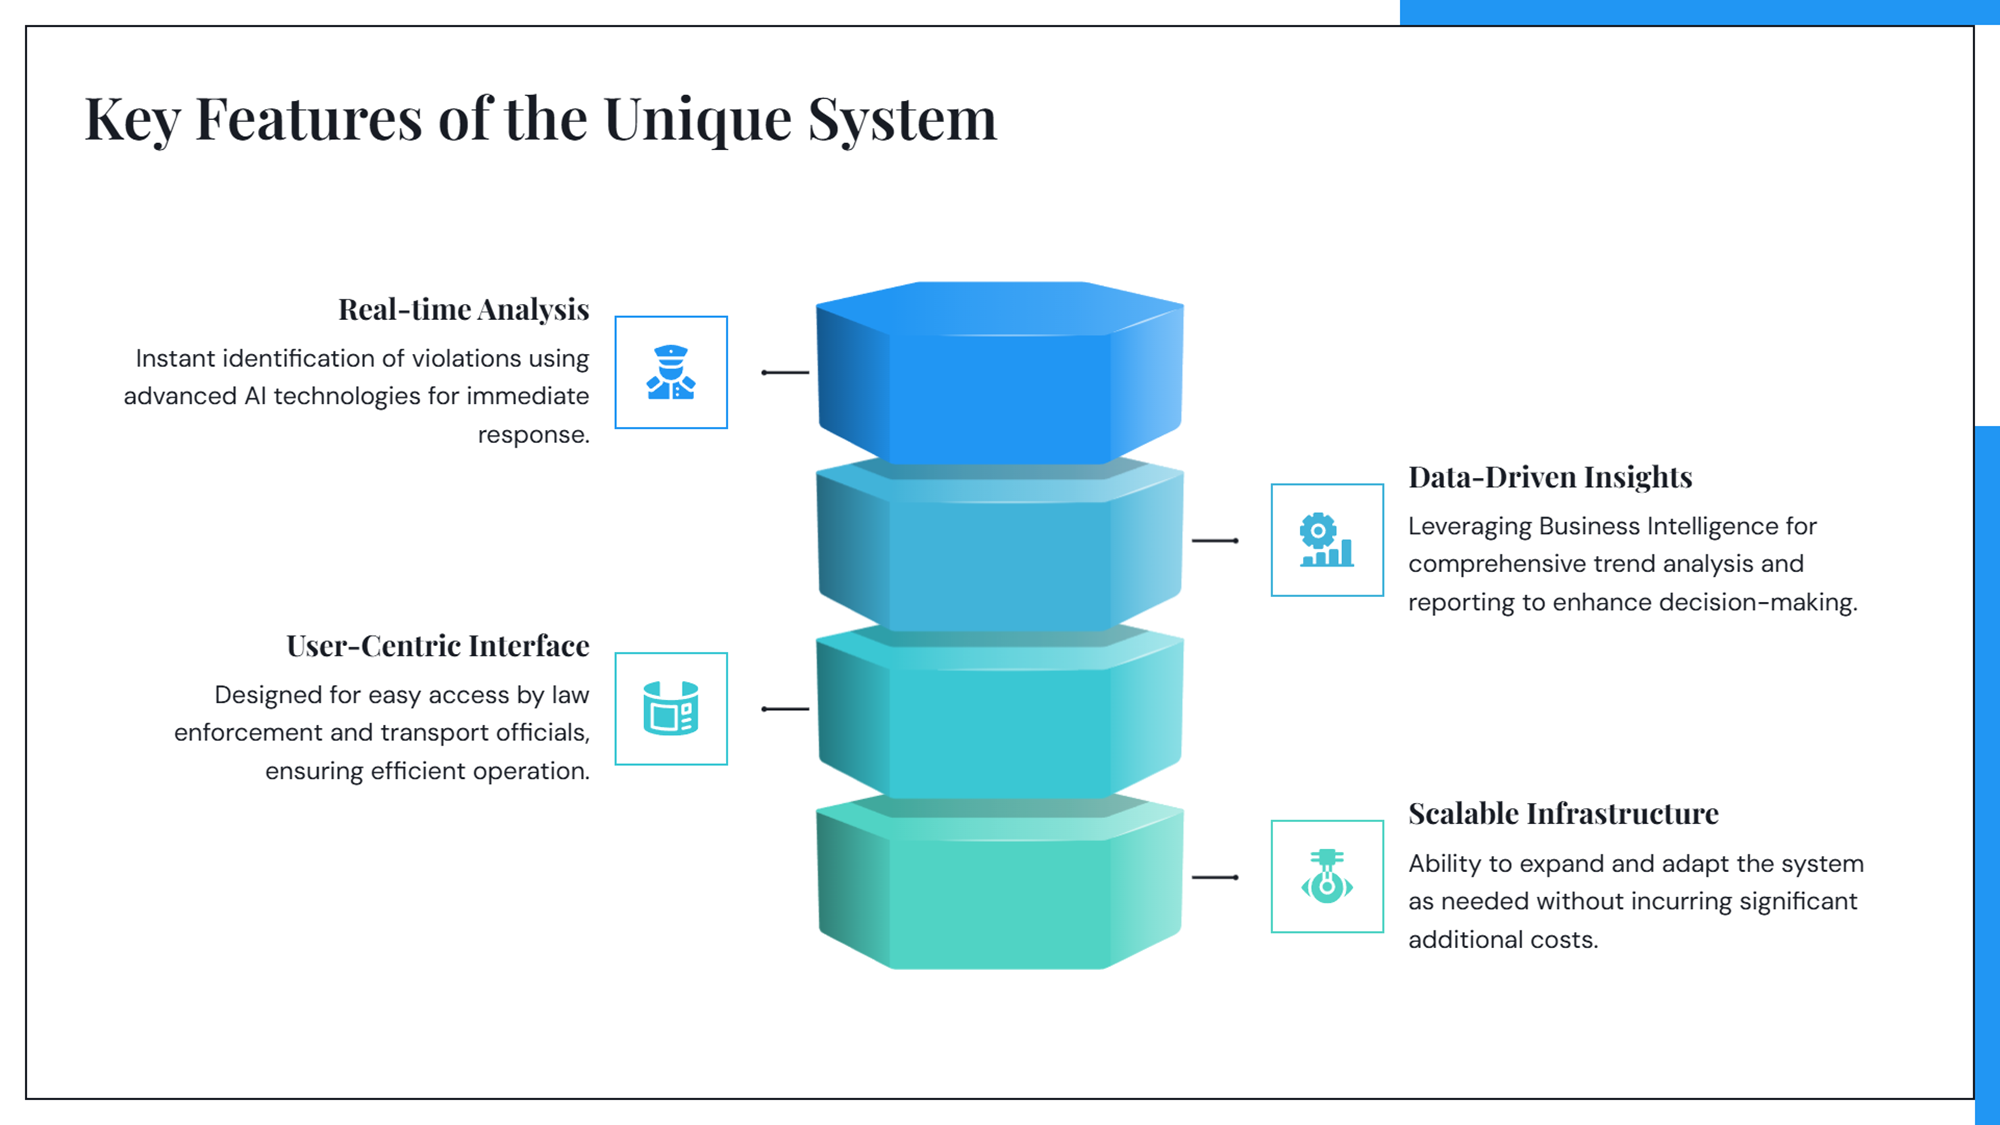 Key Features of the Unique System
Real-time Analysis
Instant identification of violations using
advanced AI technologies for immediate
response.
Data-Driven Insights
Leveraging Business Intelligence for
comprehensive trend analysis and
reporting to enhance decision-making.
User-Centric Interface
Designed for easy access by law
enforcement and transport officials,
ensuring efficient operation.
Scalable Infrastructure
Ability to expand and adapt the system
as needed without incurring significant
additional costs.